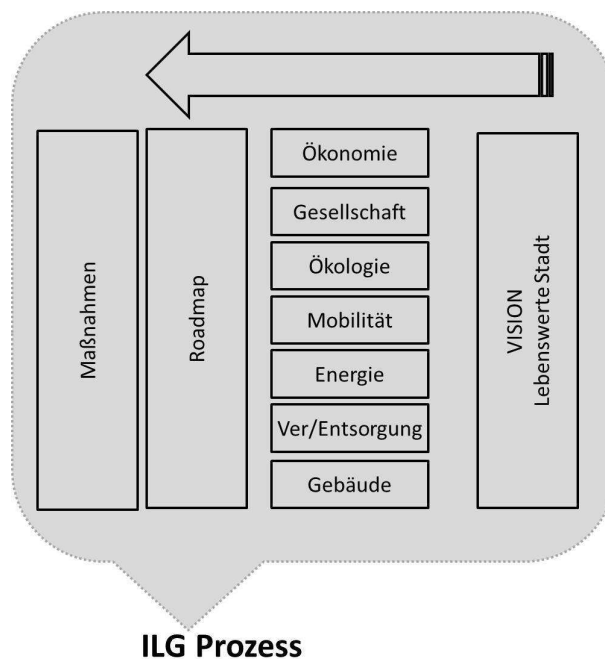 Maßnahmen
Roadmap
Ökonomie
Gesellschaft
Ökologie
Mobilität
Energie
Ver/Entsorgung
Gebäude
VISION
Lebenswerte Stadt
ILG Prozess